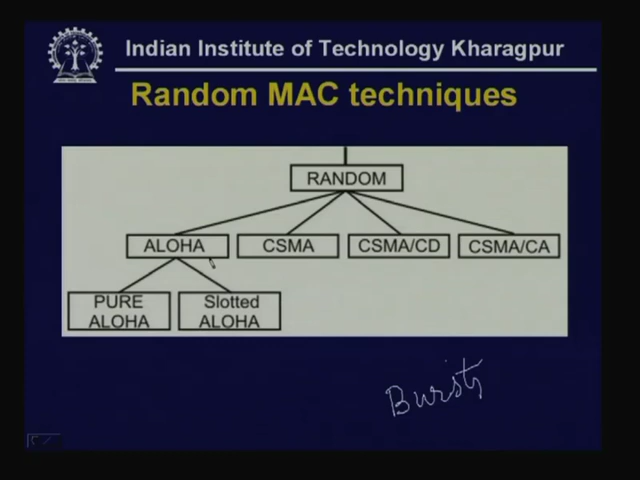 Indian Institute of Technology Kharagpur
Random MAC techniques
RANDOM
ALOHA CSMA CSMA/CD CSMA/CA
PURE ALOHA
Slotted ALOHA
Bursty